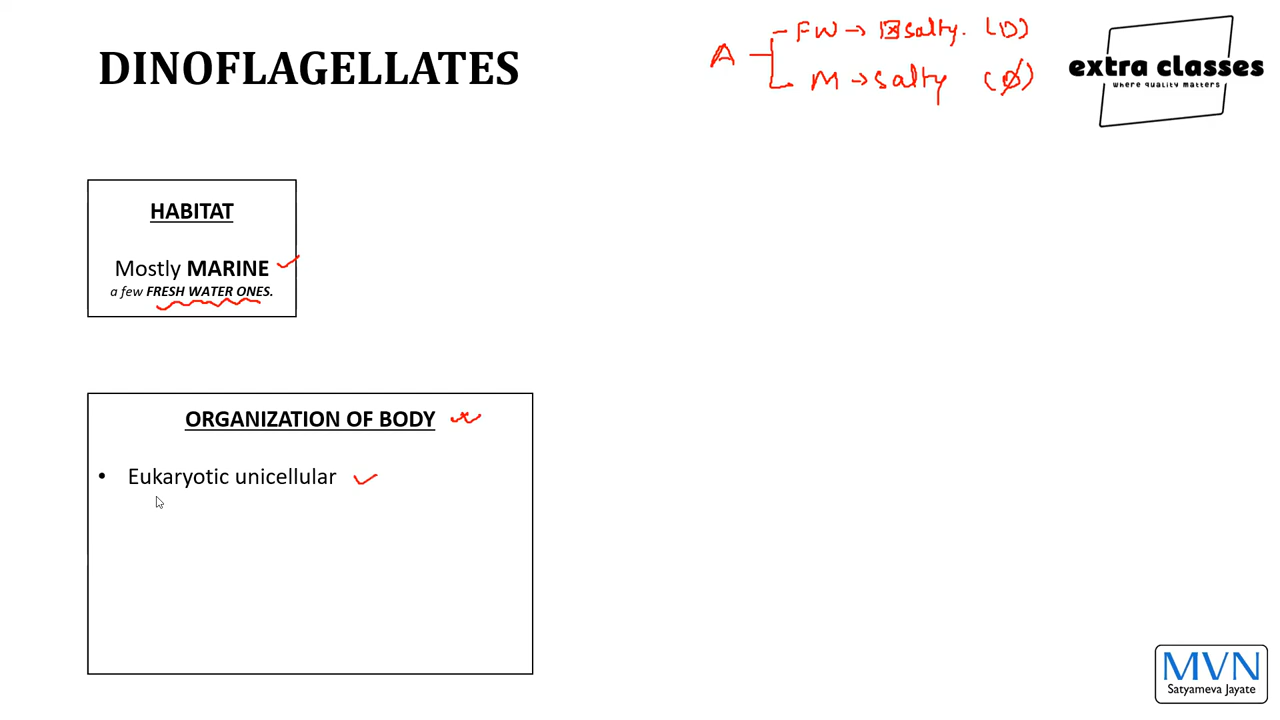 DINOFLAGELLATES
A
FW → salty. (D)
M → salty (D)
extra classes
where quality matters
HABITAT
Mostly MARINE
a few FRESH WATER ONES.
ORGANIZATION OF BODY
• Eukaryotic unicellular
MVN
Satyameva Jayate